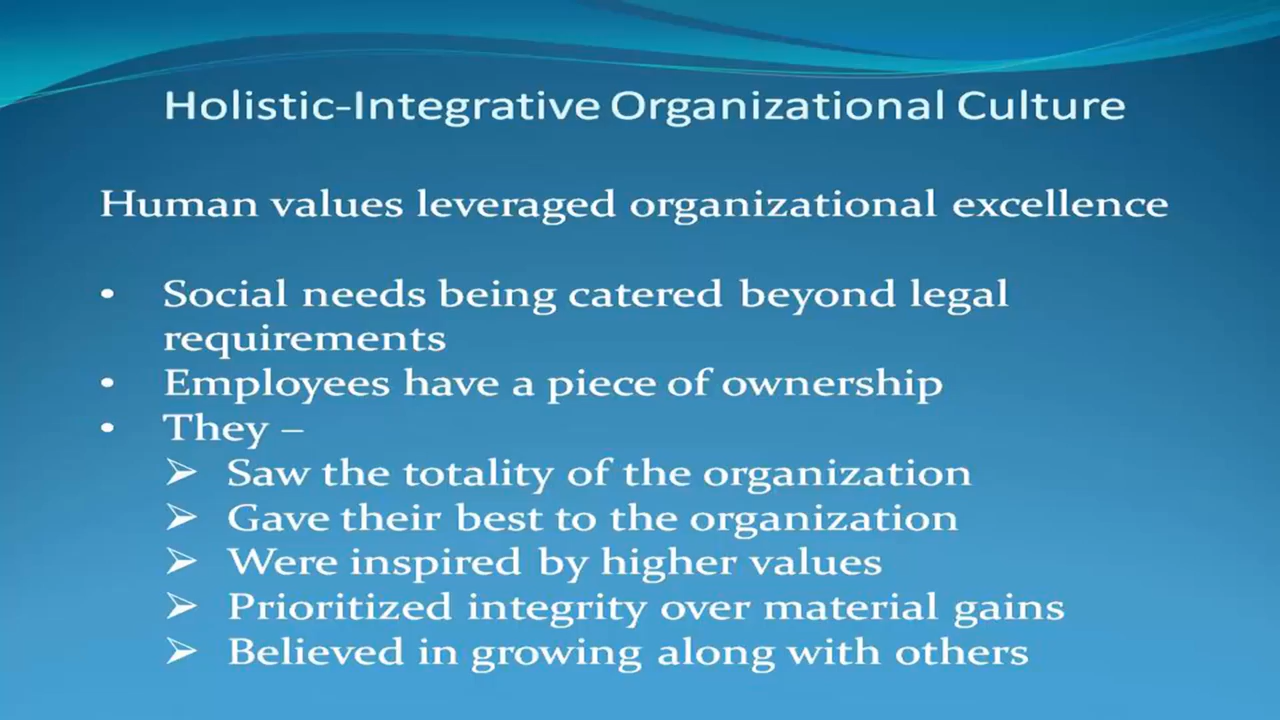 Holistic-Integrative Organizational Culture
Human values leveraged organizational excellence
• Social needs being catered beyond legal
requirements
• Employees have a piece of ownership
• They –
➢ Saw the totality of the organization
➢ Gave their best to the organization
➢ Were inspired by higher values
➢ Prioritized integrity over material gains
➢ Believed in growing along with others